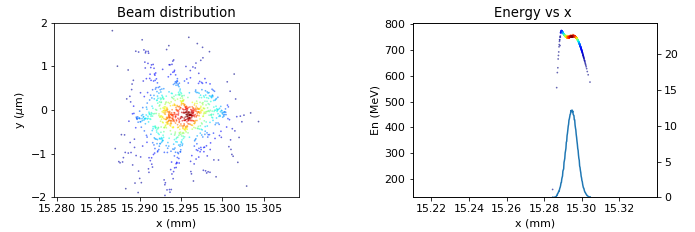 Beam distribution
2
1
0
−1
−2
y (μm)
15.280 15.285 15.290 15.295 15.300 15.305
x (mm)
Energy vs x
800
700
600
500
400
300
200
En (MeV)
20
15
10
5
0
15.22 15.24 15.26 15.28 15.30 15.32
x (mm)